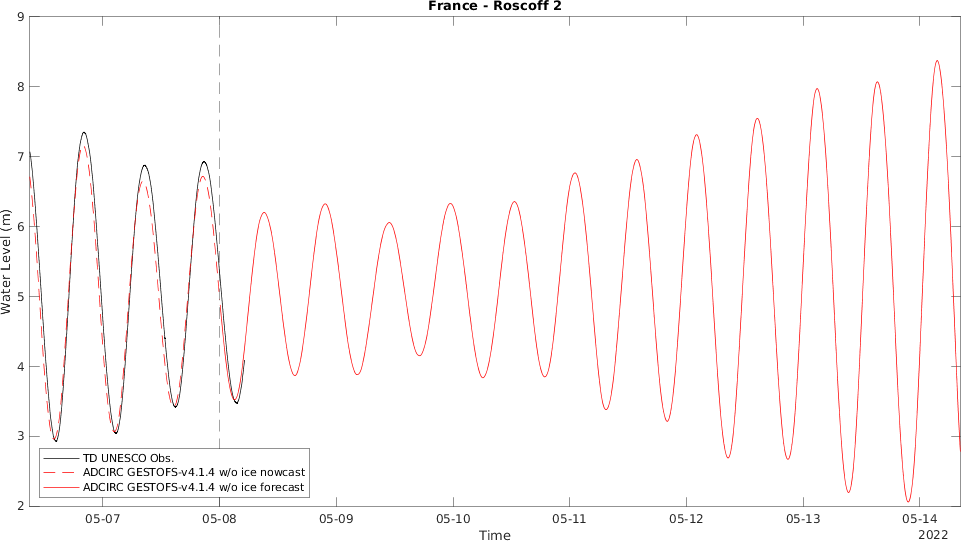 France - Roscoff 2
9
8
7
6
5
4
3
2
Water Level (m)
TD UNESCO Obs.
ADCIRC GESTOFS-v4.1.4 w/o ice nowcast
ADCIRC GESTOFS-v4.1.4 w/o ice forecast
05-07 05-08 05-09 05-10 05-11 05-12 05-13 05-14
Time
2022